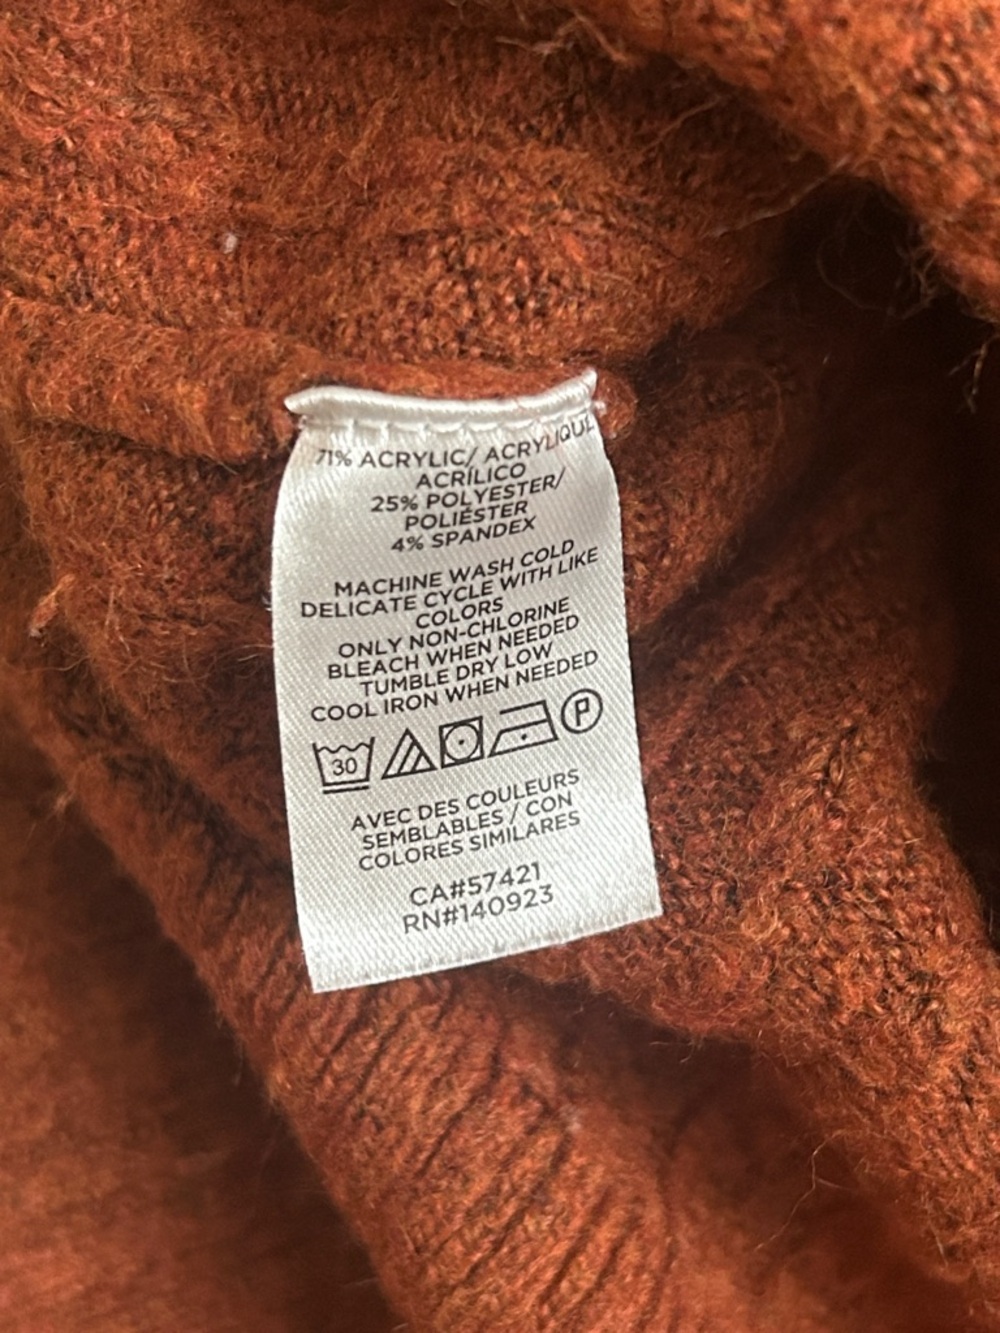 71% ACRYLIC/ ACRYLIQUE
ACRÍLICO
25% POLYESTER/
POLIÉSTER
4% SPANDEX
MACHINE WASH COLD
DELICATE CYCLE WITH LIKE
COLORS
ONLY NON-CHLORINE
BLEACH WHEN NEEDED
TUMBLE DRY LOW
COOL IRON WHEN NEEDED
30 P
AVEC DES COULEURS
SEMBLABLES / CON
COLORES SIMILARES
CA#57421
RN#140923